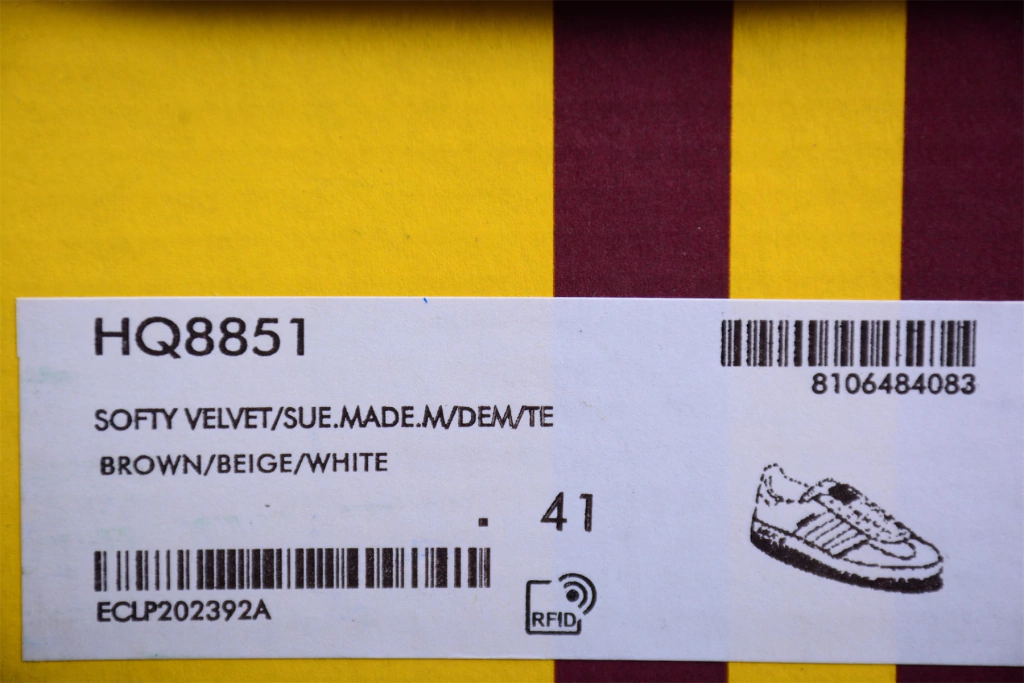 HQ8851
8106484083
SOFTY VELVET/SUE.MADE.M/DEM/TE
BROWN/BEIGE/WHITE
. 41
ECLP202392A
RFID